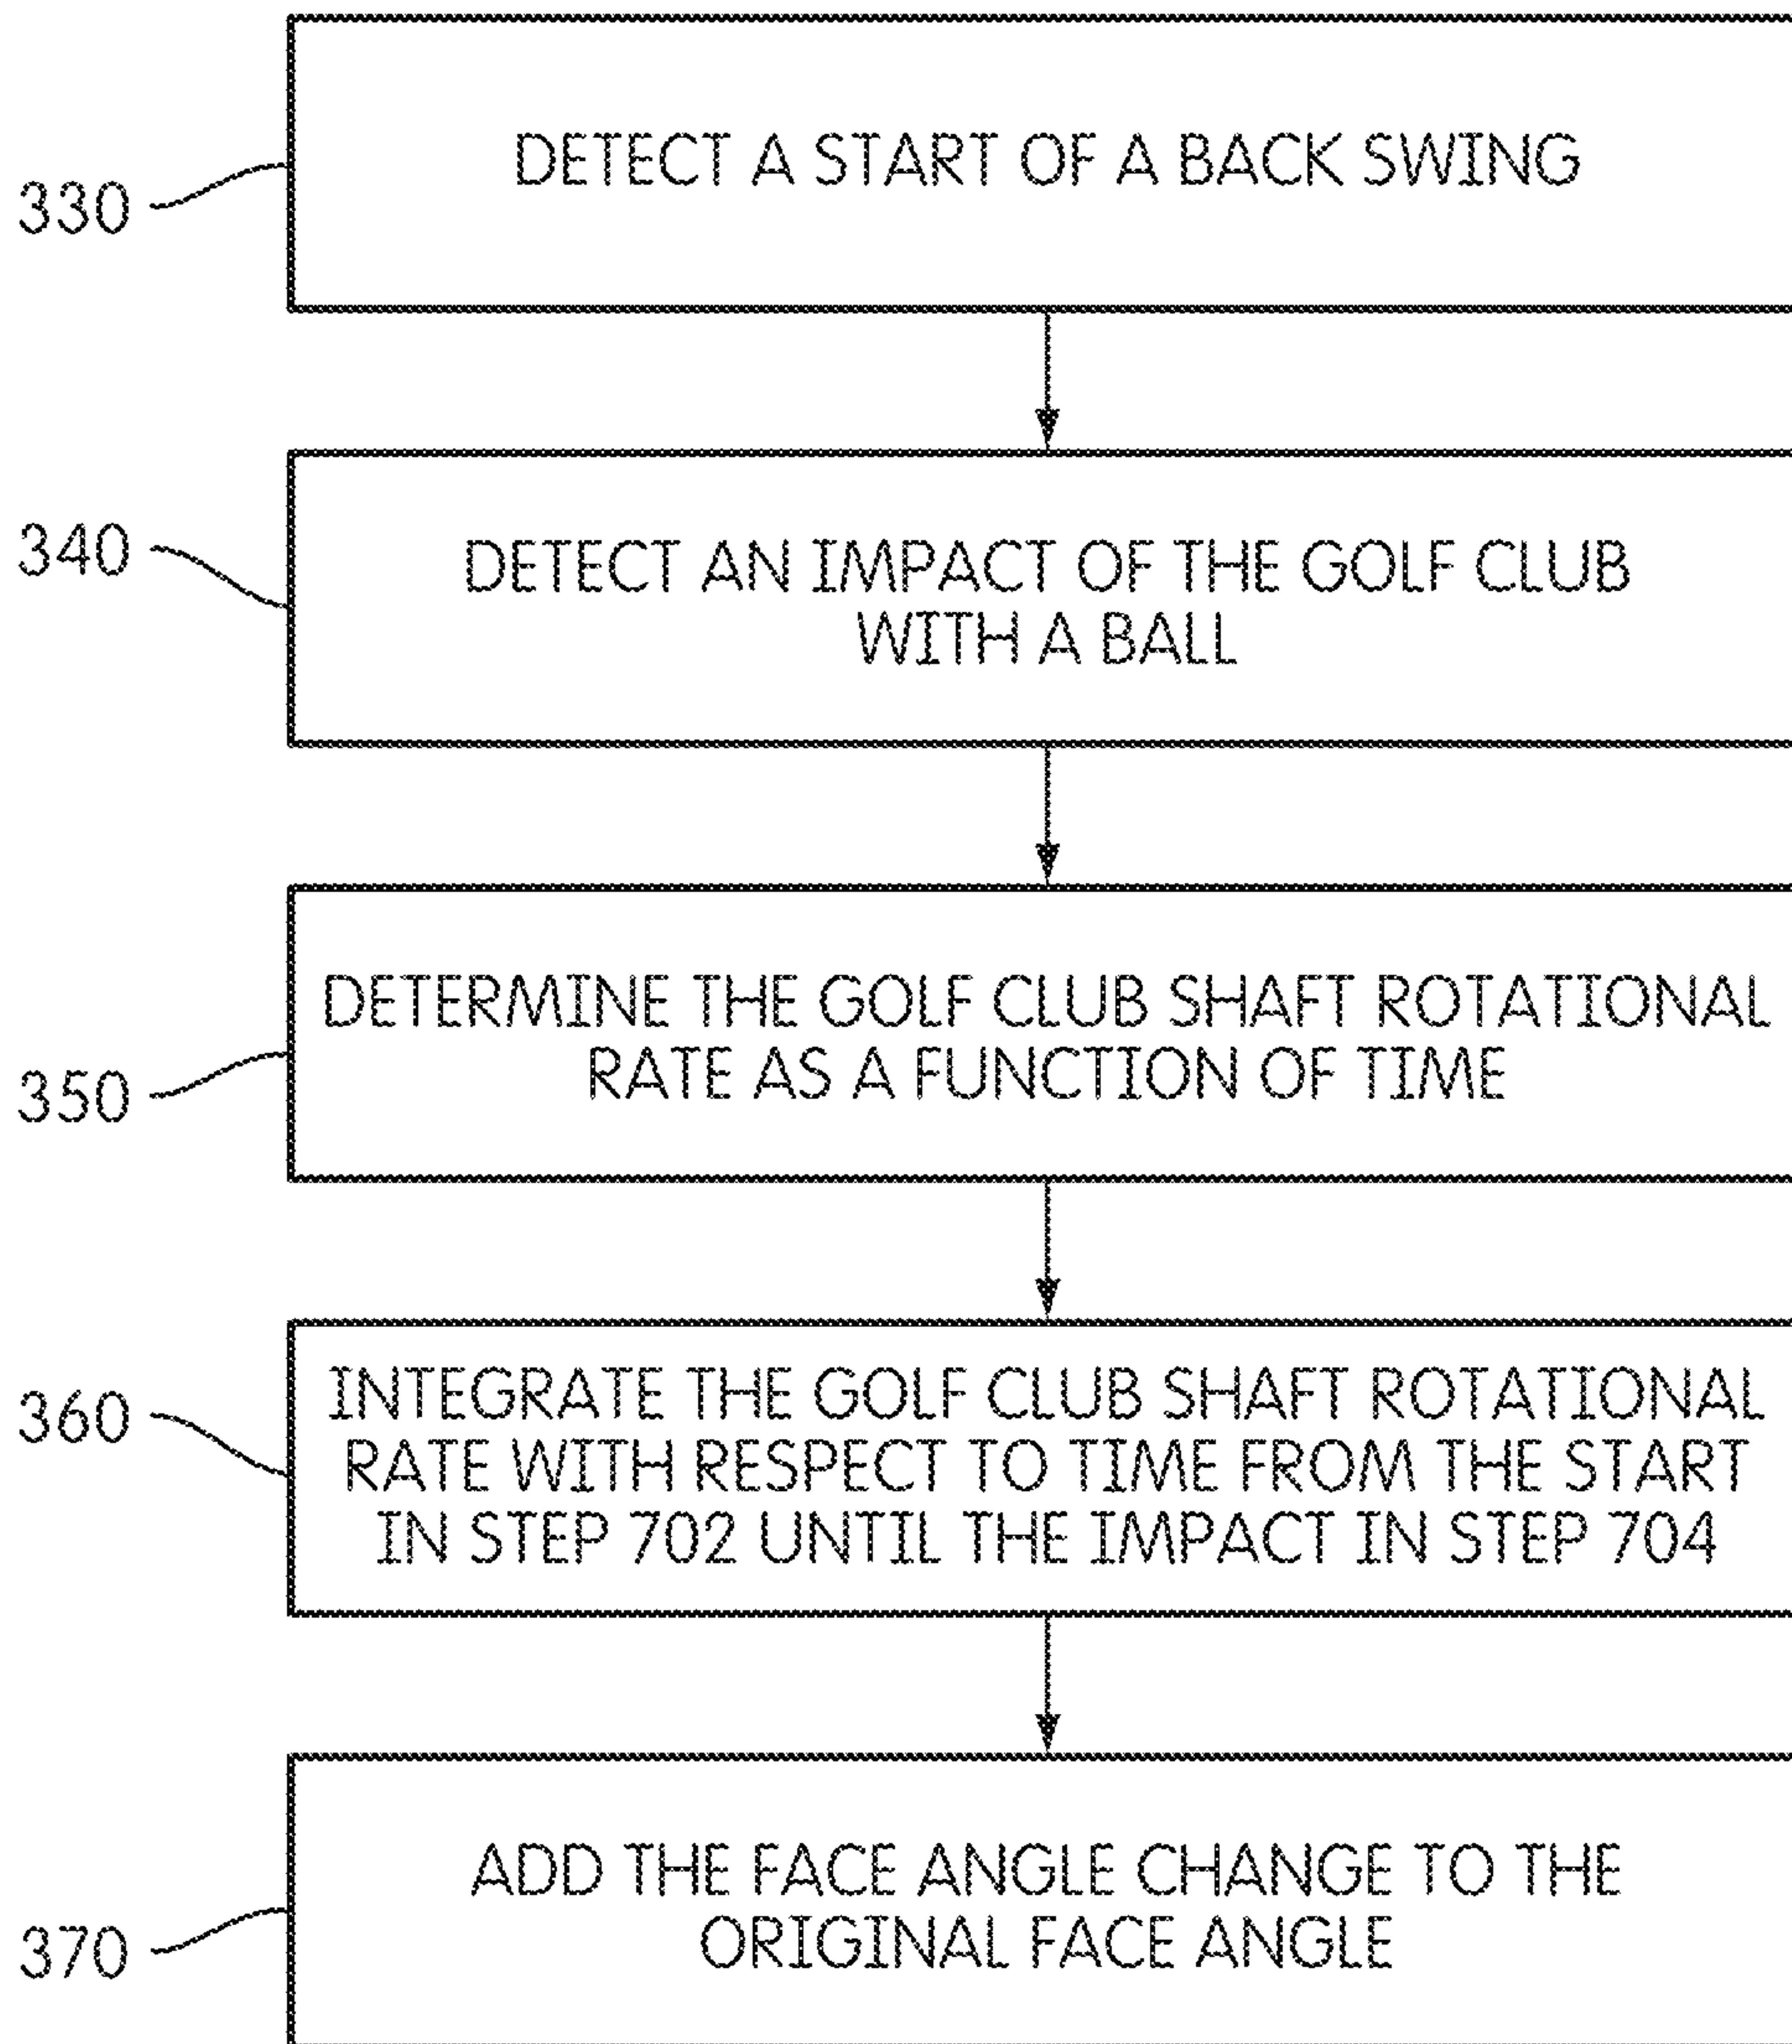 330
DETECT A START OF A BACK SWING
340
DETECT AN IMPACT OF THE GOLF CLUB
WITH A BALL
350
DETERMINE THE GOLF CLUB SHAFT ROTATIONAL
RATE AS A FUNCTION OF TIME
360
INTEGRATE THE GOLF CLUB SHAFT ROTATIONAL
RATE WITH RESPECT TO TIME FROM THE START
IN STEP 702 UNTIL THE IMPACT IN STEP 704
370
ADD THE FACE ANGLE CHANGE TO THE
ORIGINAL FACE ANGLE